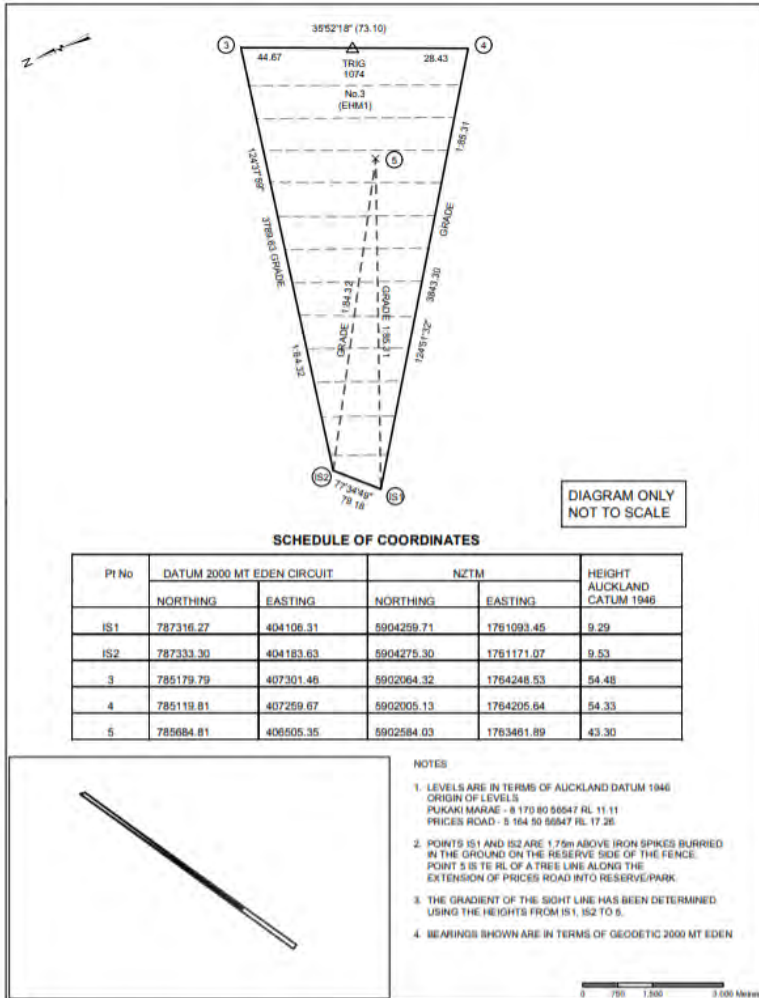 35°52'18" (73.10)
3
44.67
28.43
4
TRIG
1074
No.3
(EHM1)
N
5
1:85.31
124°37'59"
3789.63 GRADE
1:84.32
GRADE 1:84.32
GRADE 1:85.31
GRADE
3843.30
124°51'32"
IS2
77°34'49"
79.18
IS1
DIAGRAM ONLY
NOT TO SCALE
SCHEDULE OF COORDINATES
Pt No DATUM 2000 MT EDEN CIRCUIT NZTM HEIGHT
AUCKLAND
CATUM 1946
NORTHING EASTING NORTHING EASTING
IS1 787316.27 404106.31 5904259.71 1761093.45 9.29
IS2 787333.30 404183.63 5904275.30 1761171.07 9.53
3 785179.79 407301.46 5902064.32 1764248.53 54.48
4 785119.81 407259.67 5902005.13 1764205.64 54.33
5 785684.81 406505.35 5902584.03 1763461.89 43.30
NOTES
1. LEVELS ARE IN TERMS OF AUCKLAND DATUM 1946
ORIGIN OF LEVELS
PUKAKI MARAE - 8 170 80 56547 RL 11.11
PRICES ROAD - RL 17.26
2. POINTS IS1 AND IS2 ARE 1.75m ABOVE IRON SPIKES BURRIED
IN THE GROUND ON THE RESERVE SIDE OF THE FENCE.
POINT 5 IS TE RL OF A TREE LINE ALONG THE
EXTENSION OF PRICES ROAD INTO RESERVE/PARK.
3. THE GRADIENT OF THE SIGHT LINE HAS BEEN DETERMINED
USING THE HEIGHTS FROM IS1, IS2 TO 5.
4. BEARINGS SHOWN ARE IN TERMS OF GEODETIC 2000 MT EDEN
0 750 1,500 3,000 Metres